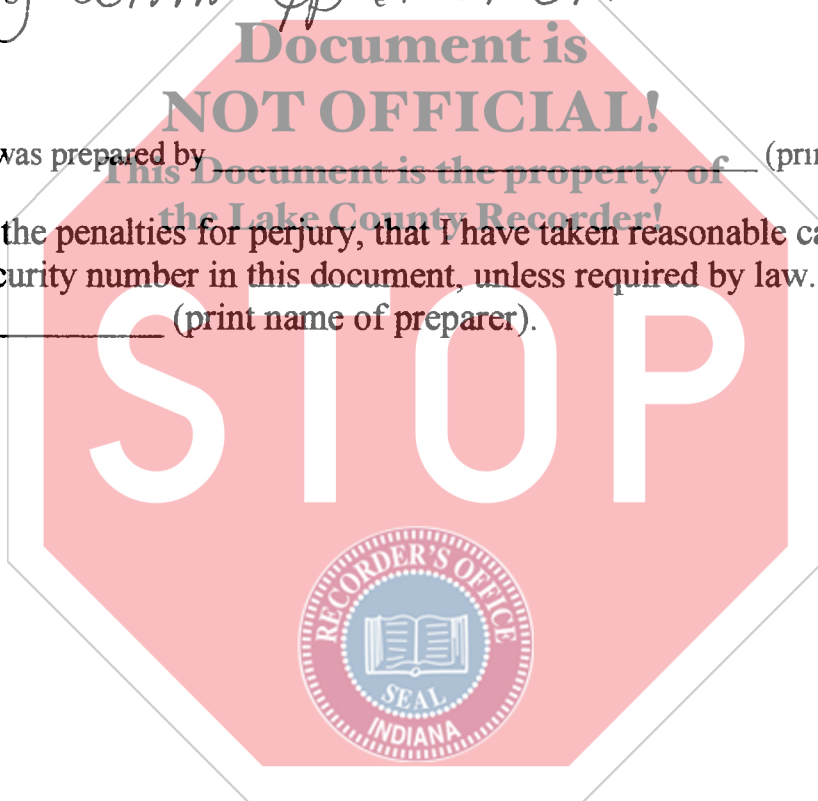 Document is
NOT OFFICIAL!
was prepared by ____________ (prin
This Document is the property of
the Lake County Recorder!
the penalties for perjury, that I have taken reasonable ca
curity number in this document, unless required by law.
____________ (print name of preparer).
STOP
RECORDER'S OFFICE
SEAL
INDIANA